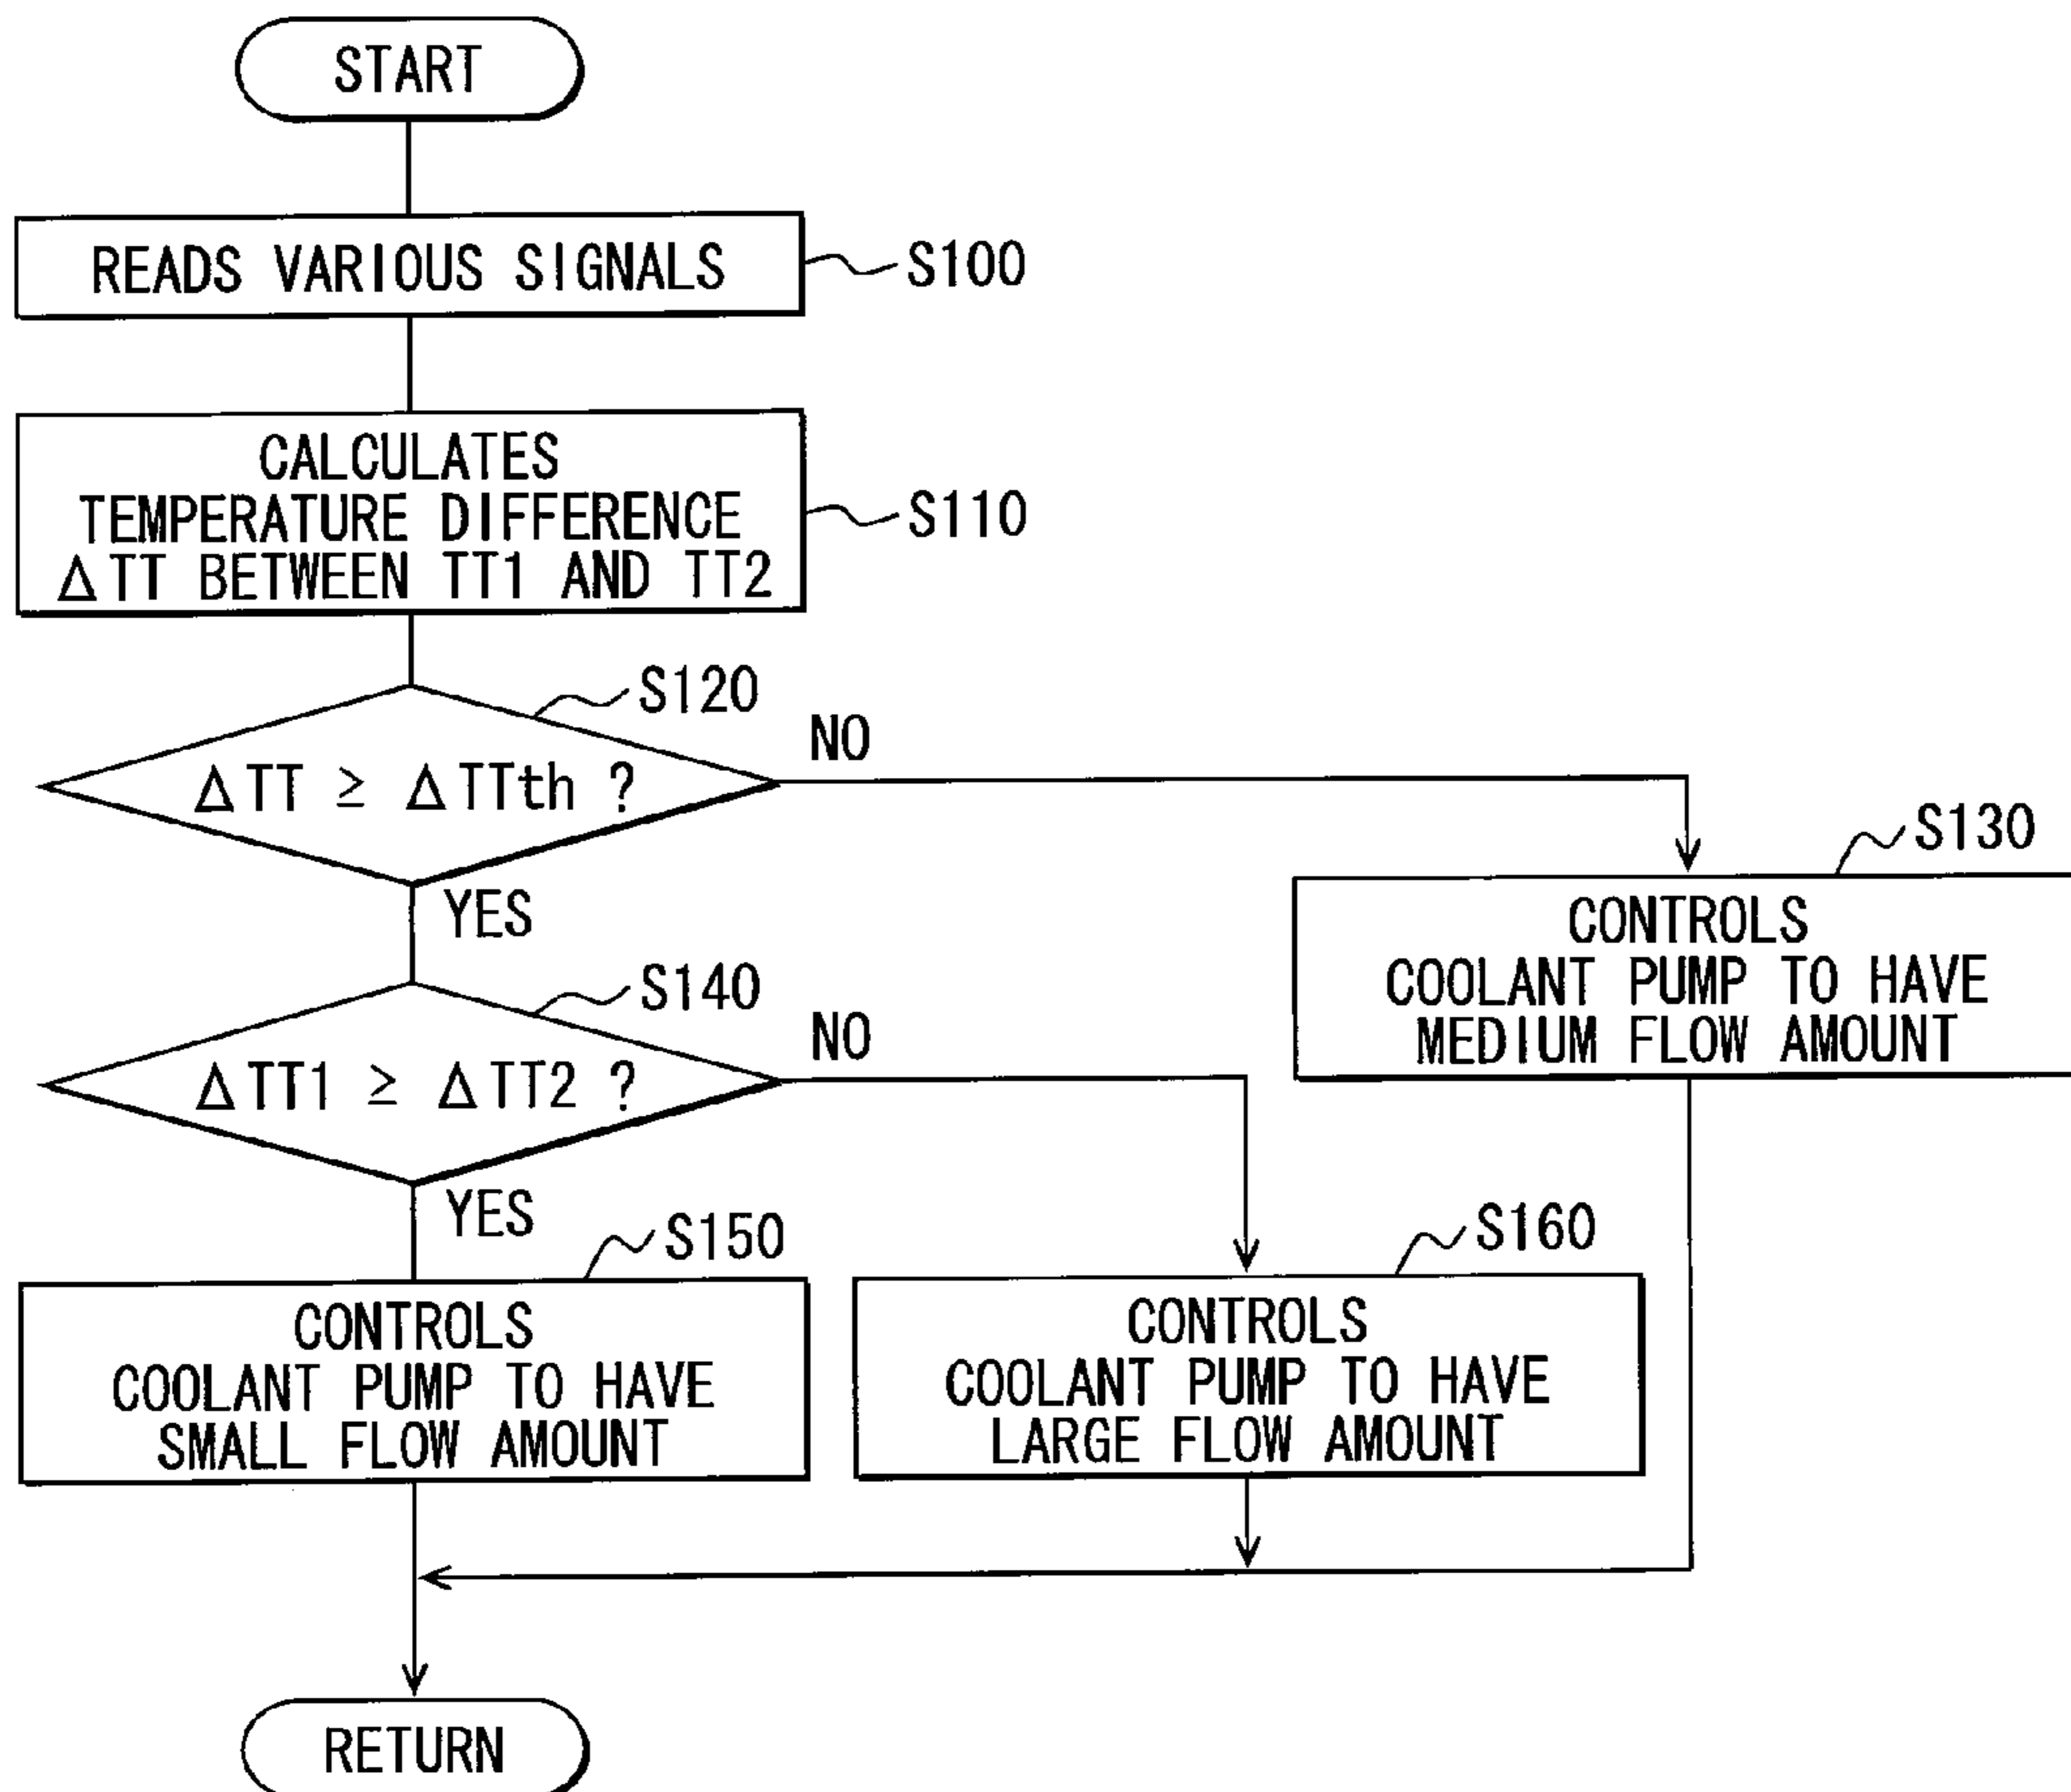 START
READS VARIOUS SIGNALS
S100
CALCULATES
TEMPERATURE DIFFERENCE
ΔTT BETWEEN TT1 AND TT2
S110
S120
ΔTT ≥ ΔTTth ?
NO
YES
S130
CONTROLS
COOLANT PUMP TO HAVE
MEDIUM FLOW AMOUNT
S140
ΔTT1 ≥ ΔTT2 ?
NO
YES
S150
CONTROLS
COOLANT PUMP TO HAVE
SMALL FLOW AMOUNT
S160
CONTROLS
COOLANT PUMP TO HAVE
LARGE FLOW AMOUNT
RETURN